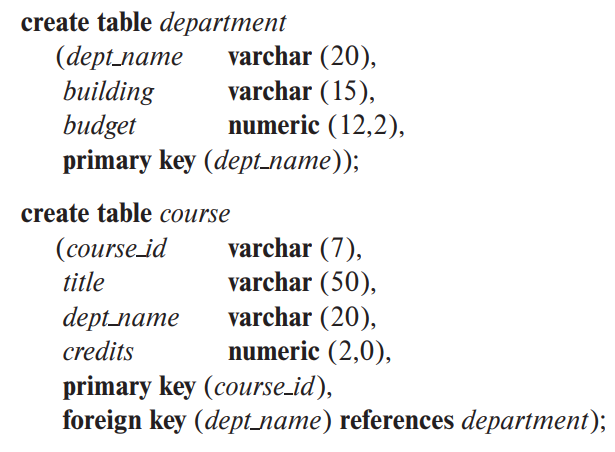 create table department
(dept_name varchar (20),
building varchar (15),
budget numeric (12,2),
primary key (dept_name));
create table course
(course_id varchar (7),
title varchar (50),
dept_name varchar (20),
credits numeric (2,0),
primary key (course_id),
foreign key (dept_name) references department);